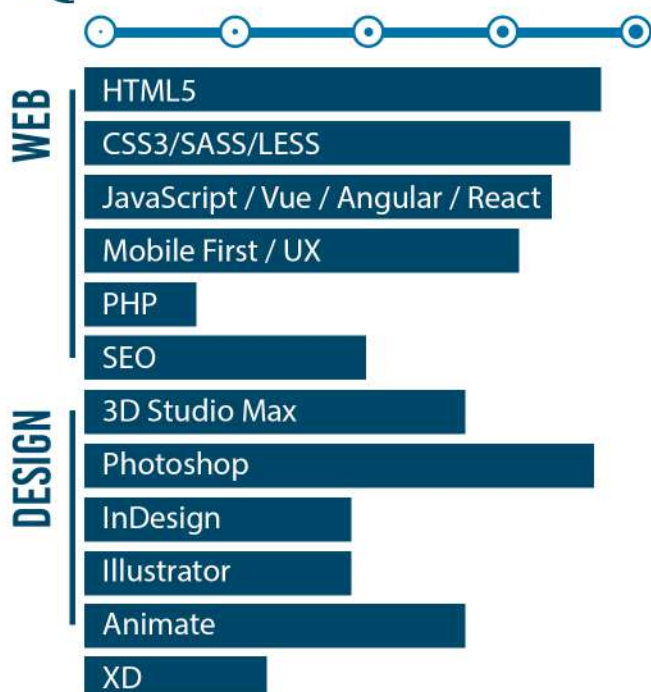 WEB
HTML5
CSS3/SASS/LESS
JavaScript / Vue / Angular / React
Mobile First / UX
PHP
SEO
DESIGN
3D Studio Max
Photoshop
InDesign
Illustrator
Animate
XD